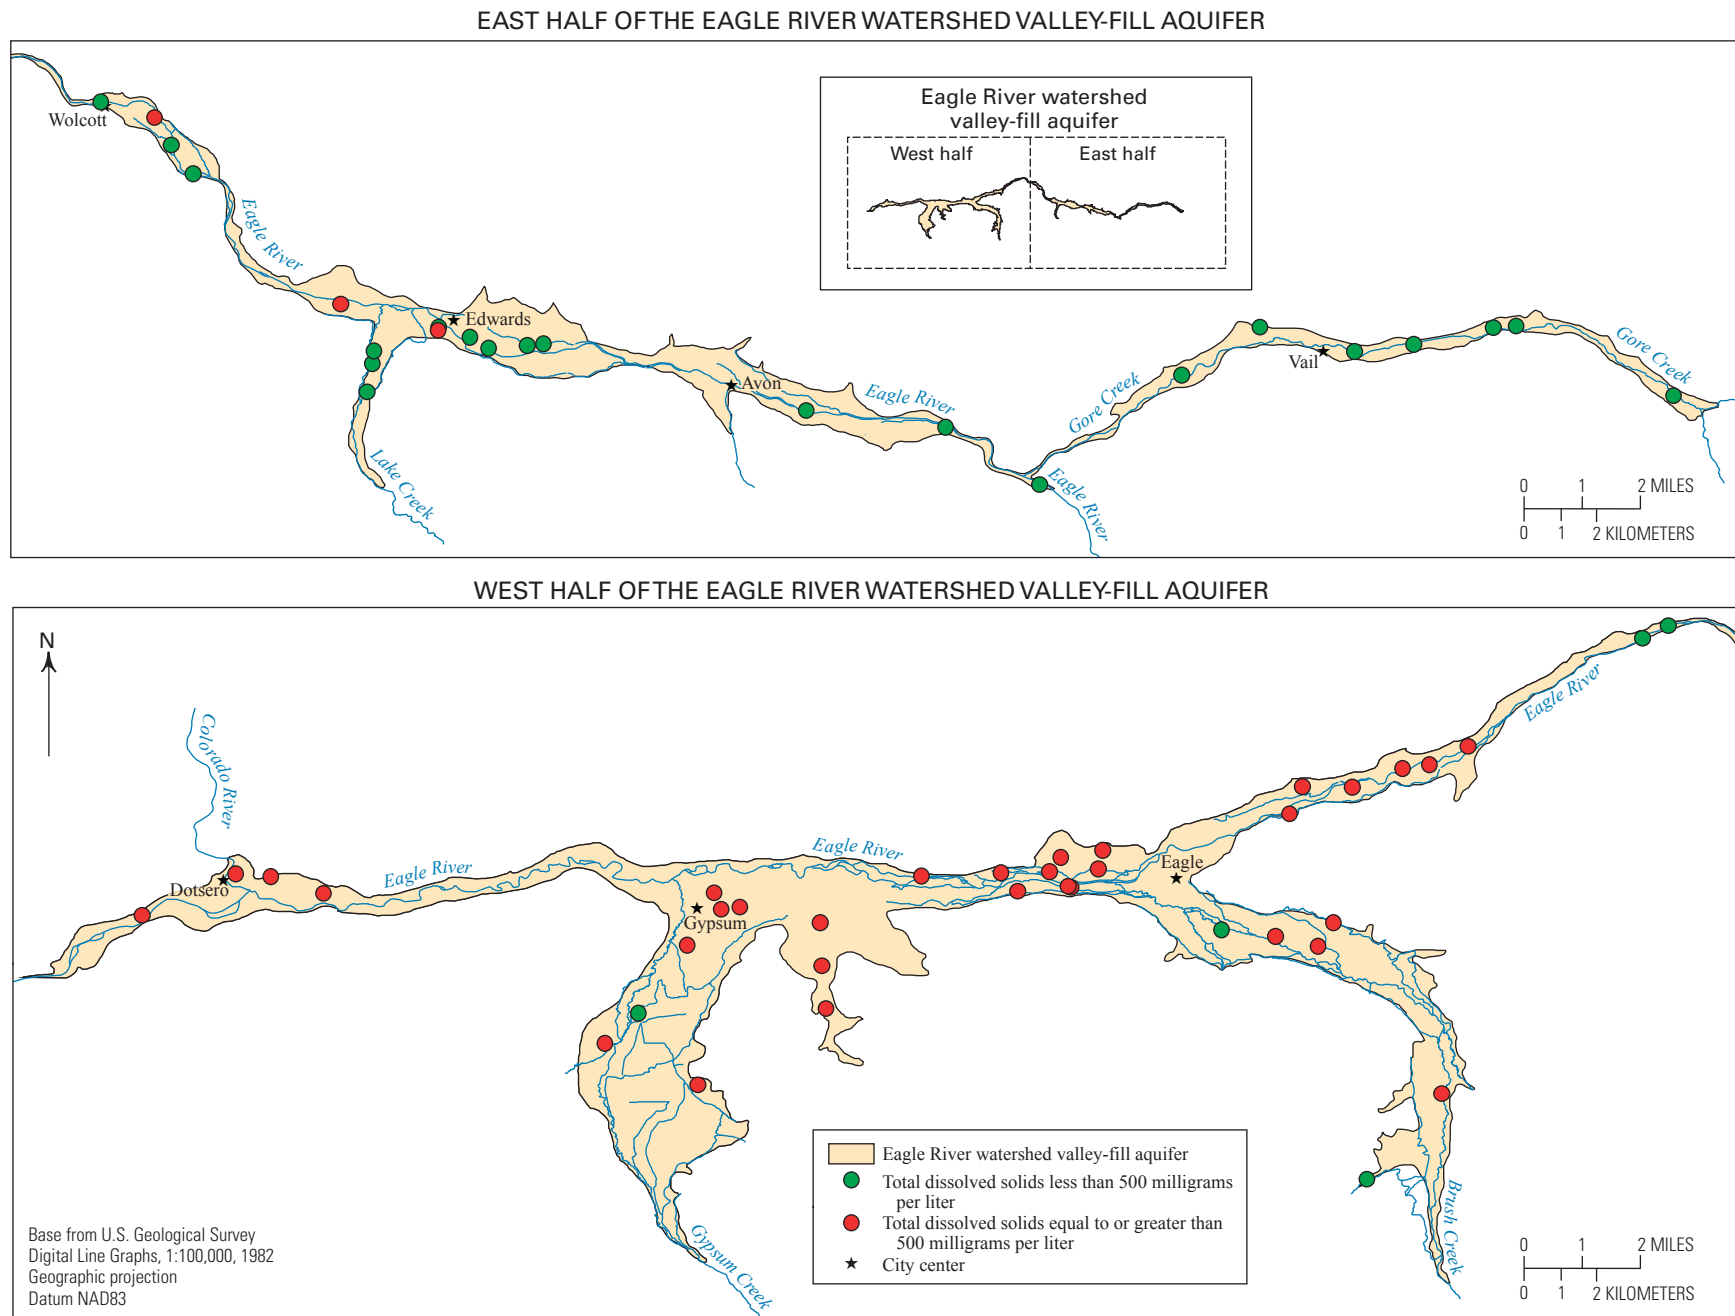 EAST HALF OF THE EAGLE RIVER WATERSHED VALLEY-FILL AQUIFER
Eagle River watershed
valley-fill aquifer
West half
East half
Wolcott
Eagle River
Edwards
Avon
Eagle River
Lake Creek
Gore Creek
Vail
Gore Creek
Eagle River
0 1 2 MILES
0 1 2 KILOMETERS
WEST HALF OF THE EAGLE RIVER WATERSHED VALLEY-FILL AQUIFER
N
Colorado River
Dotsero
Eagle River
Eagle River
Gypsum
Eagle
Eagle River
Gypsum Creek
Brush Creek
Eagle River watershed valley-fill aquifer
Total dissolved solids less than 500 milligrams
per liter
Total dissolved solids equal to or greater than
500 milligrams per liter
City center
Base from U.S. Geological Survey
Digital Line Graphs, 1:100,000, 1982
Geographic projection
Datum NAD83
0 1 2 MILES
0 1 2 KILOMETERS